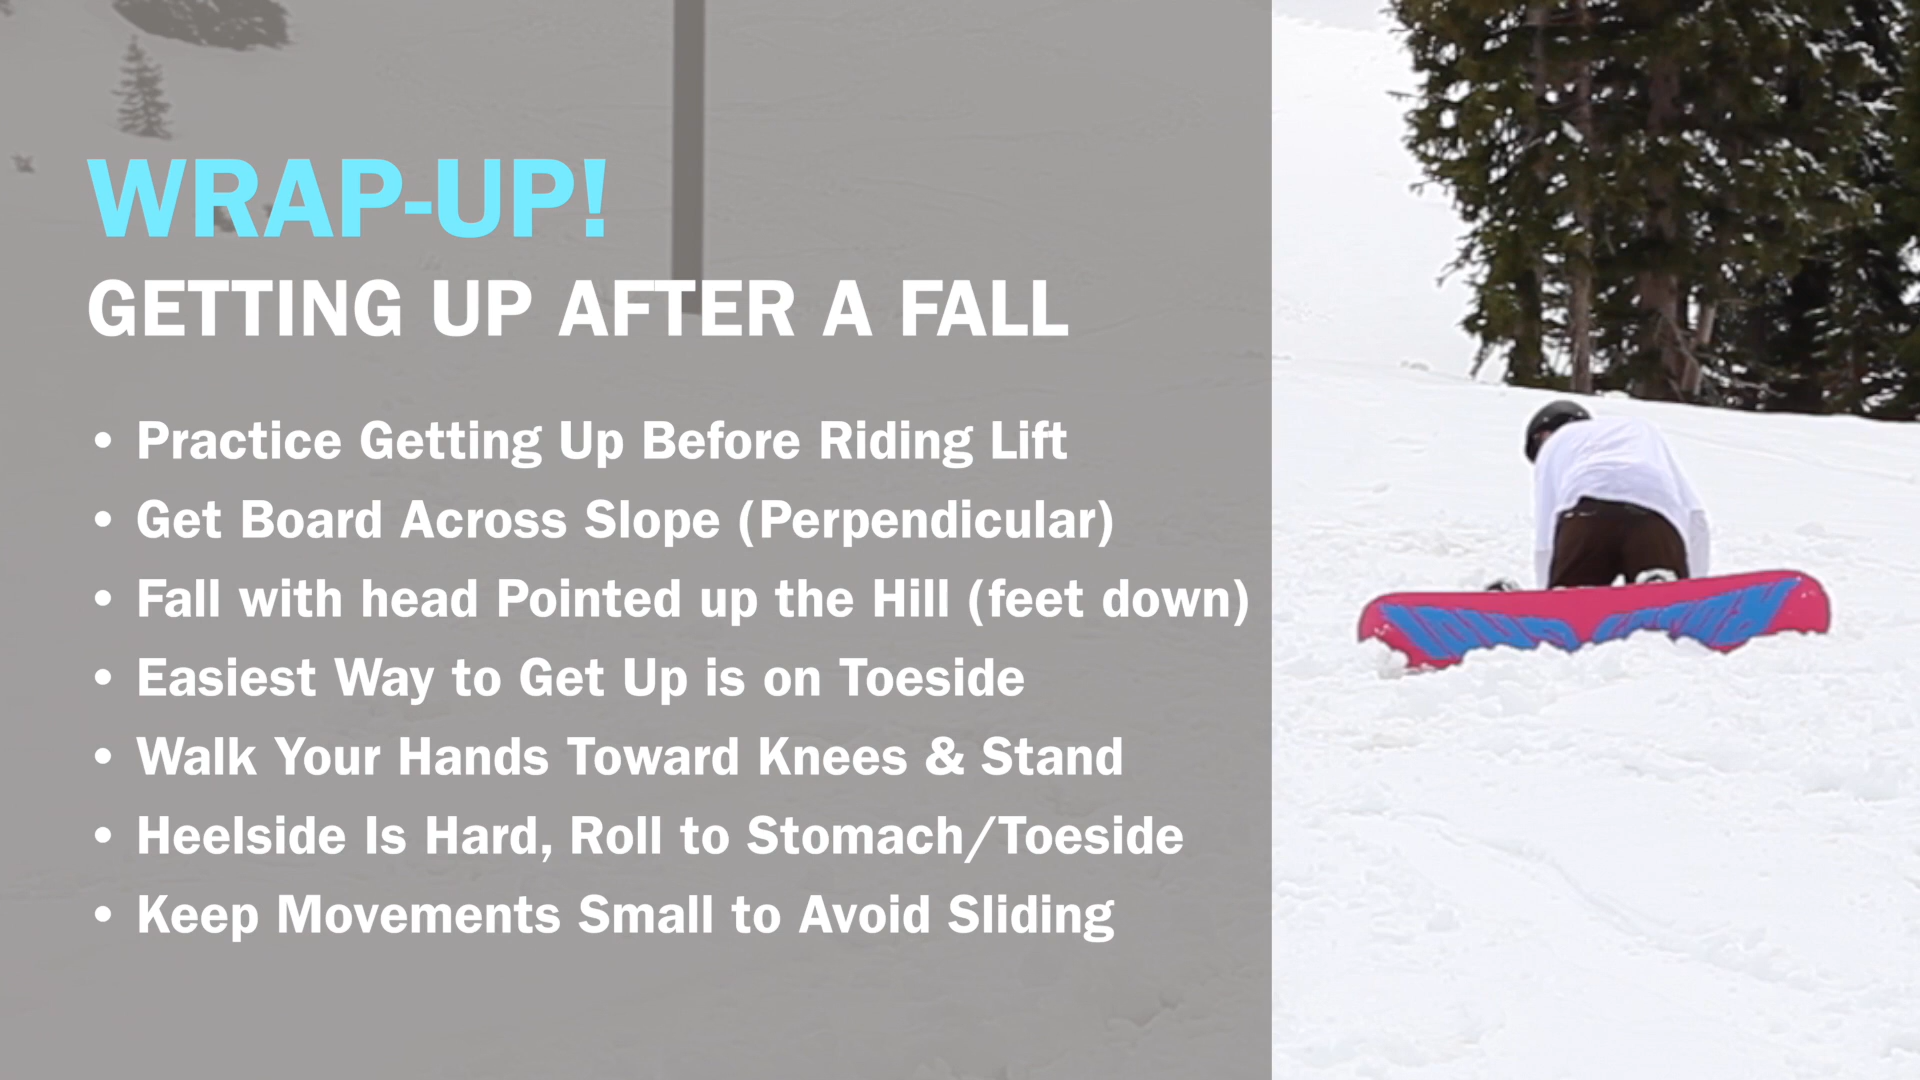 WRAP-UP!
GETTING UP AFTER A FALL
• Practice Getting Up Before Riding Lift
• Get Board Across Slope (Perpendicular)
• Fall with head Pointed up the Hill (feet down)
• Easiest Way to Get Up is on Toeside
• Walk Your Hands Toward Knees & Stand
• Heelside Is Hard, Roll to Stomach/Toeside
• Keep Movements Small to Avoid Sliding